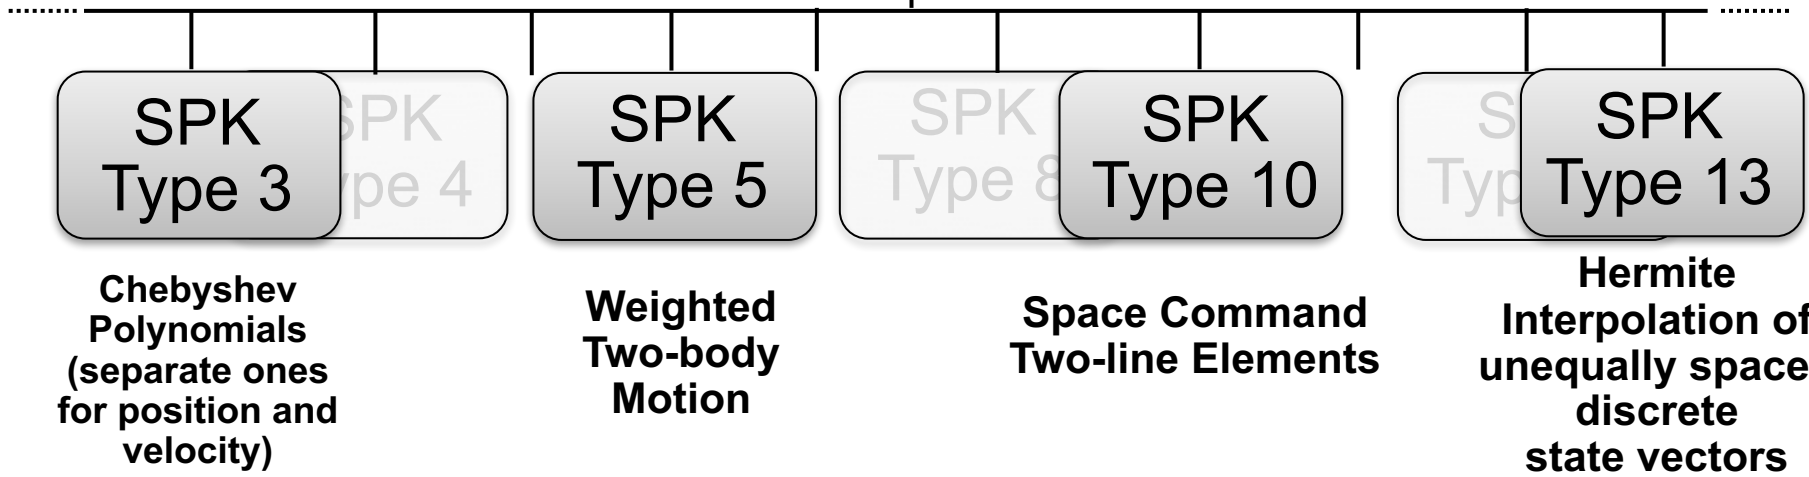 SPK
Type 3
SPK
ype 4
SPK
Type 5
SPK
Type 8
SPK
Type 10
S
Typ
SPK
Type 13
Chebyshev
Polynomials
(separate ones
for position and
velocity)
Weighted
Two-body
Motion
Space Command
Two-line Elements
Hermite
Interpolation of
unequally space
discrete
state vectors